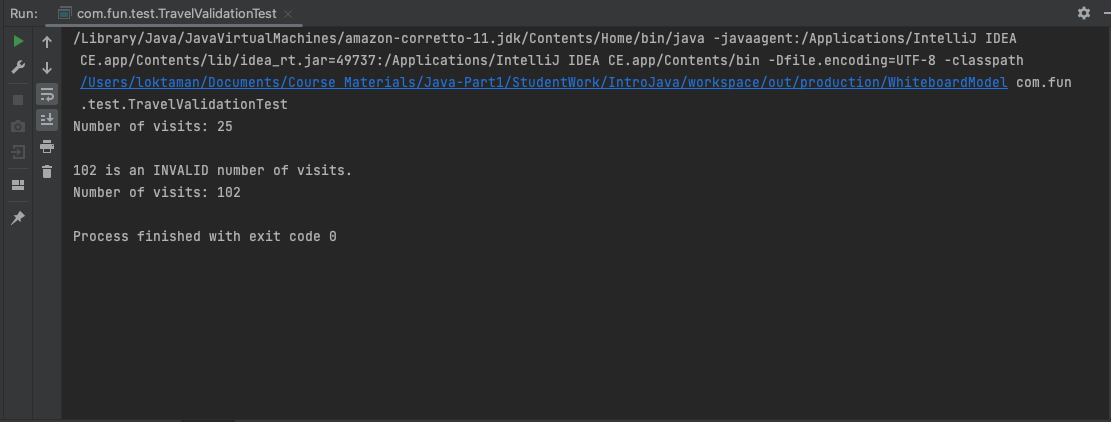 Run: com.fun.test.TravelValidationTest
/Library/Java/JavaVirtualMachines/amazon-corretto-11.jdk/Contents/Home/bin/java -javaagent:/Applications/IntelliJ IDEA
CE.app/Contents/lib/idea_rt.jar=49737:/Applications/IntelliJ IDEA CE.app/Contents/bin -Dfile.encoding=UTF-8 -classpath
/Users/loktaman/Documents/Course Materials/Java-Part1/StudentWork/IntroJava/workspace/out/production/WhiteboardModel com.fun
.test.TravelValidationTest
Number of visits: 25
102 is an INVALID number of visits.
Number of visits: 102
Process finished with exit code 0